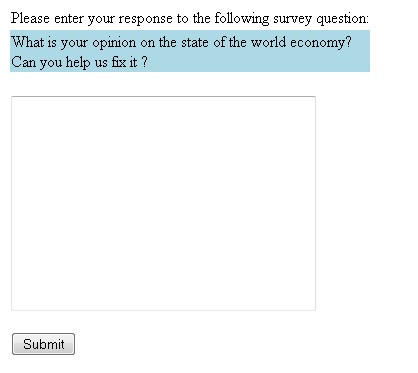 Please enter your response to the following survey question:
What is your opinion on the state of the world economy?
Can you help us fix it ?
Submit